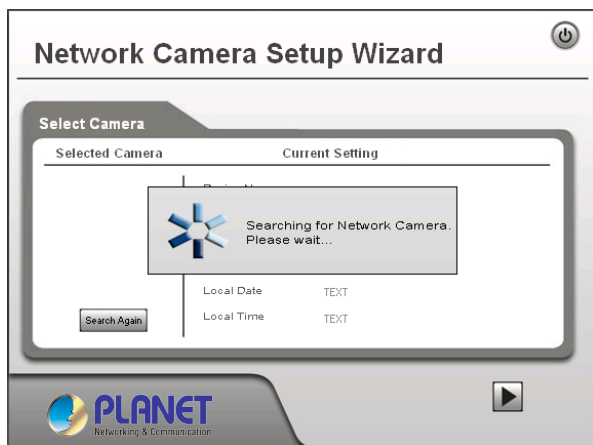 Network Camera Setup Wizard
Select Camera
Selected Camera Current Setting
Searching for Network Camera.
Please wait...
Local Date TEXT
Search Again Local Time TEXT
PLANET
Networking & Communication